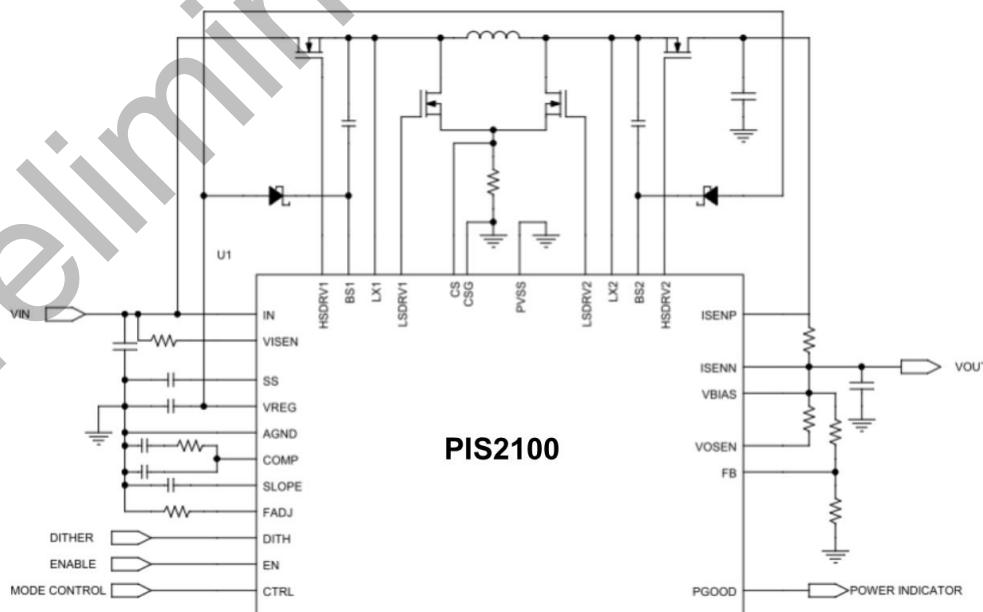 Prelimin
U1
HSDRV1
BS1
LX1
LSDRV1
CS
CSG
PVSS
LSDRV2
LX2
BS2
HSDRV2
VIN
IN
VISEN
SS
VREG
AGND
COMP
SLOPE
FADJ
DITHER
DITH
ENABLE
EN
MODE CONTROL
CTRL
PIS2100
ISENP
ISENN
VOUT
VBIAS
VOSEN
FB
PGOOD
POWER INDICATOR